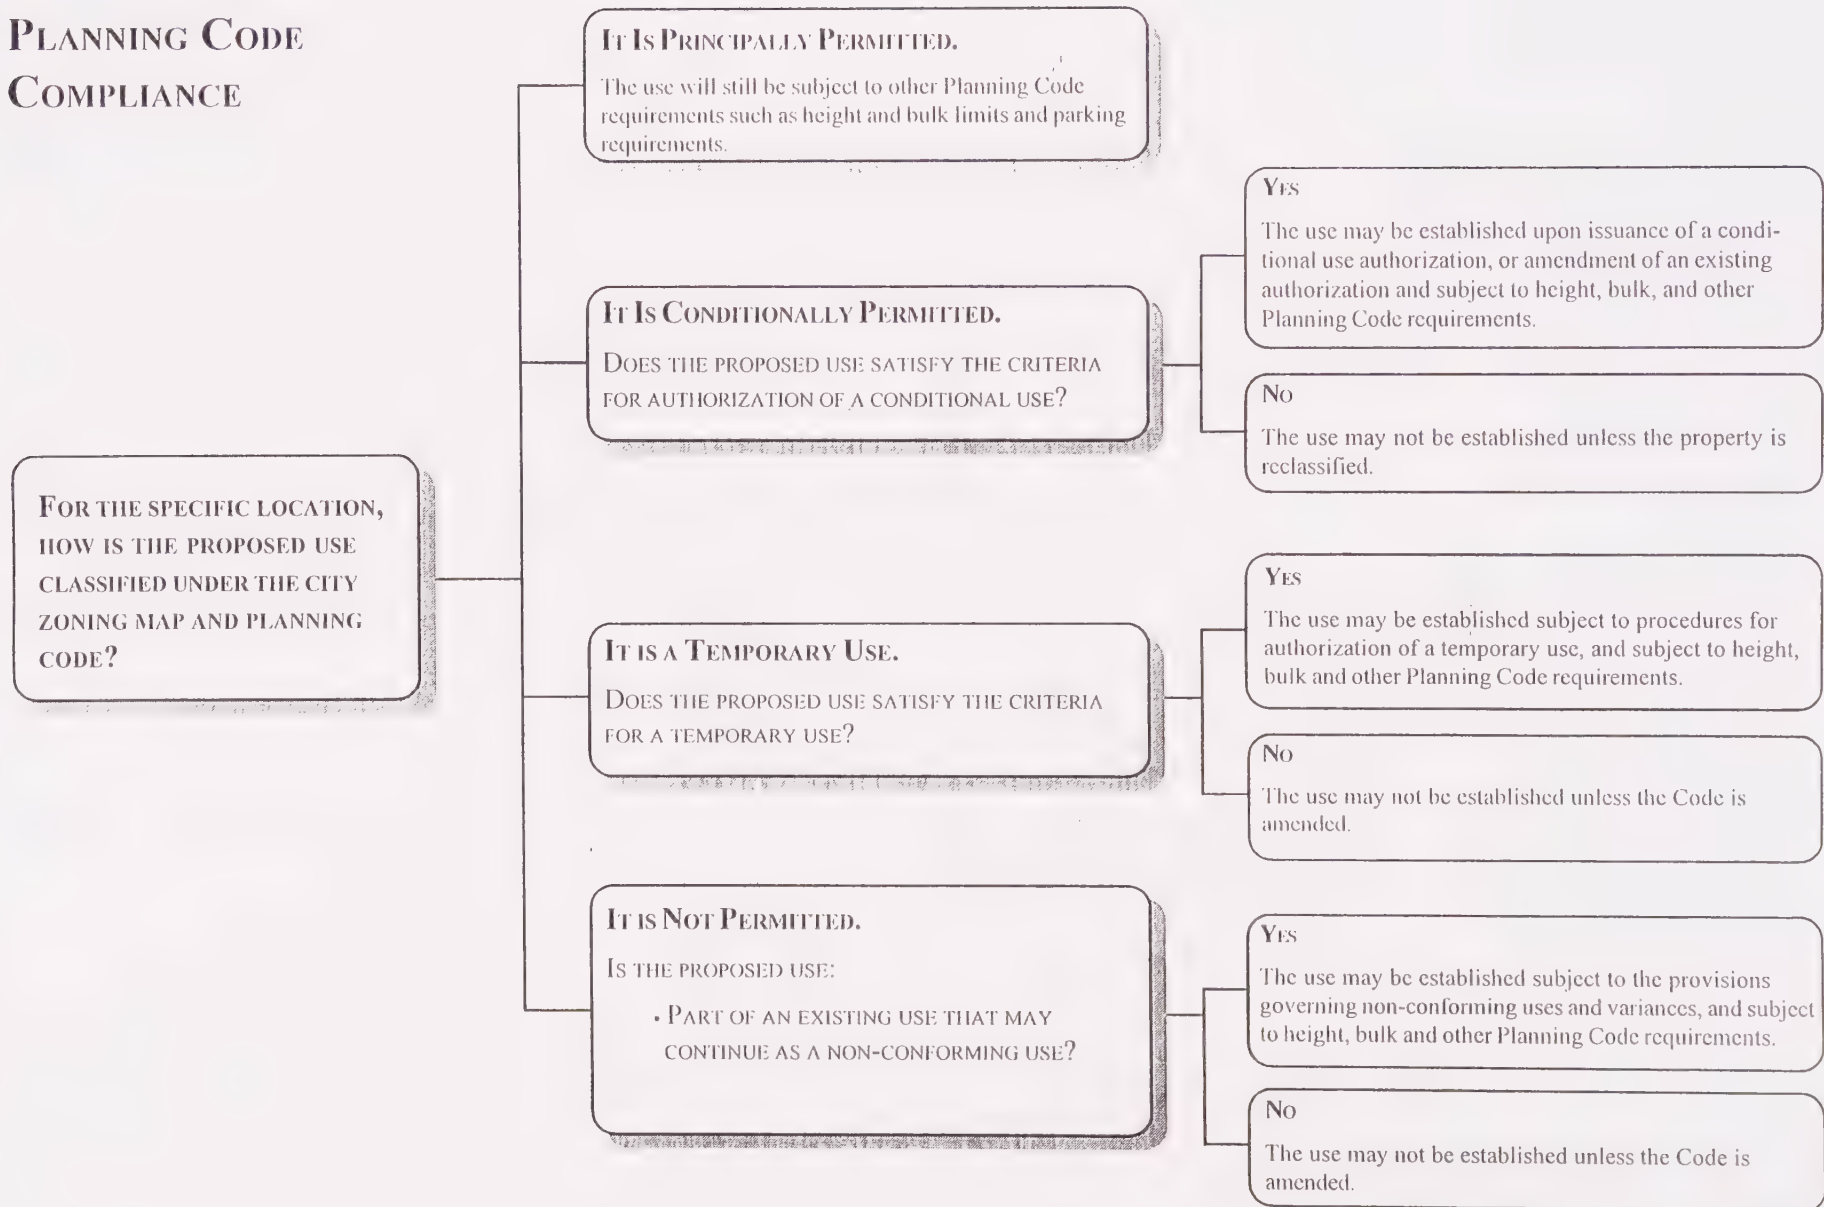 PLANNING CODE
COMPLIANCE
IT IS PRINCIPALLY PERMITTED.
The use will still be subject to other Planning Code
requirements such as height and bulk limits and parking
requirements.
IT IS CONDITIONALLY PERMITTED.
DOES THE PROPOSED USE SATISFY THE CRITERIA
FOR AUTHORIZATION OF A CONDITIONAL USE?
YES
The use may be established upon issuance of a condi-
tional use authorization, or amendment of an existing
authorization and subject to height, bulk, and other
Planning Code requirements.
NO
The use may not be established unless the property is
reclassified.
FOR THE SPECIFIC LOCATION,
HOW IS THE PROPOSED USE
CLASSIFIED UNDER THE CITY
ZONING MAP AND PLANNING
CODE?
IT IS A TEMPORARY USE.
DOES THE PROPOSED USE SATISFY THE CRITERIA
FOR A TEMPORARY USE?
YES
The use may be established subject to procedures for
authorization of a temporary use, and subject to height,
bulk and other Planning Code requirements.
NO
The use may not be established unless the Code is
amended.
IT IS NOT PERMITTED.
IS THE PROPOSED USE:
• PART OF AN EXISTING USE THAT MAY
CONTINUE AS A NON-CONFORMING USE?
YES
The use may be established subject to the provisions
governing non-conforming uses and variances, and subject
to height, bulk and other Planning Code requirements.
NO
The use may not be established unless the Code is
amended.